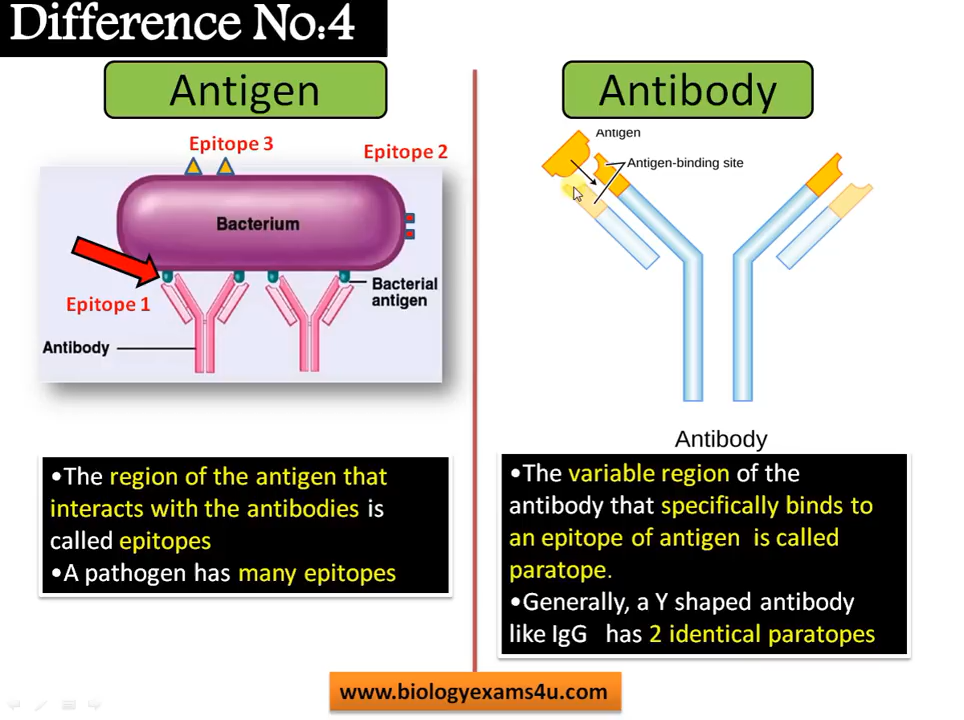 Difference No:4
Antigen
Epitope 3
Epitope 2
Bacterium
Epitope 1
Bacterial
antigen
Antibody
•The region of the antigen that
interacts with the antibodies is
called epitopes
•A pathogen has many epitopes
Antibody
Antigen
Antigen-binding site
Antibody
•The variable region of the
antibody that specifically binds to
an epitope of antigen is called
paratope.
•Generally, a Y shaped antibody
like IgG has 2 identical paratopes
www.biologyexams4u.com